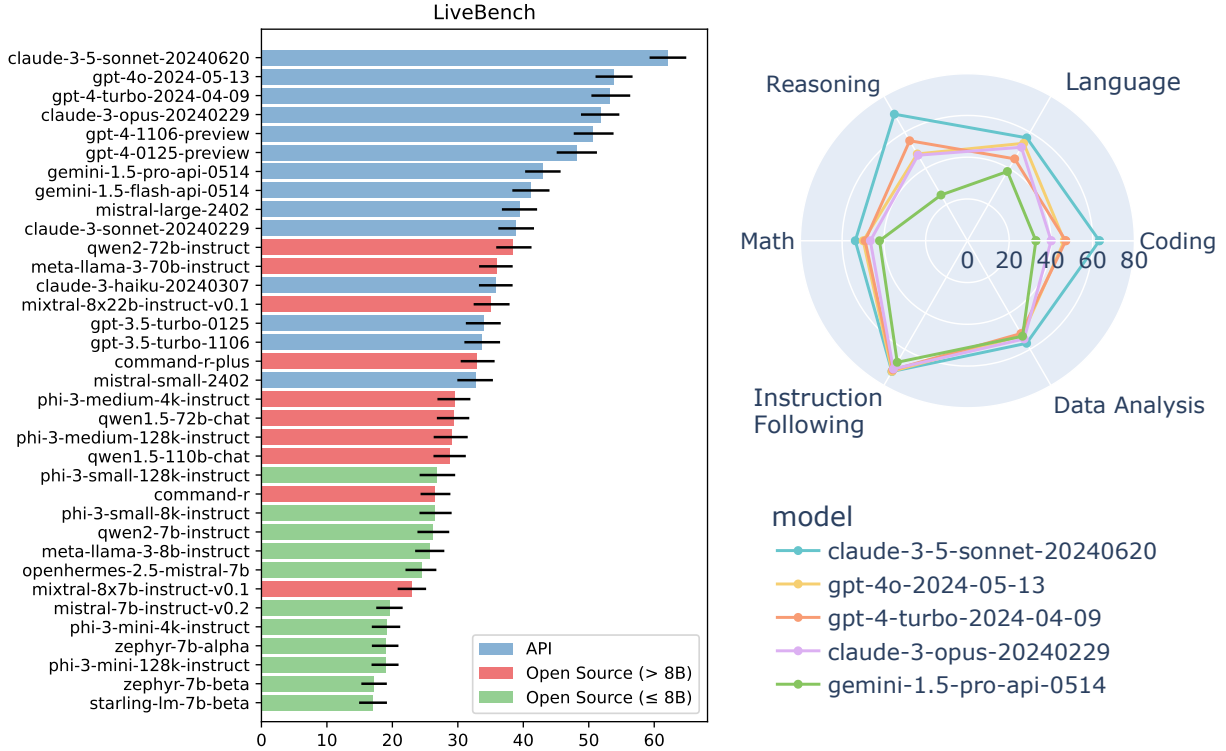 LiveBench
claude-3-5-sonnet-20240620
gpt-4o-2024-05-13
gpt-4-turbo-2024-04-09
claude-3-opus-20240229
gpt-4-1106-preview
gpt-4-0125-preview
gemini-1.5-pro-api-0514
gemini-1.5-flash-api-0514
mistral-large-2402
claude-3-sonnet-20240229
qwen2-72b-instruct
meta-llama-3-70b-instruct
claude-3-haiku-20240307
mixtral-8x22b-instruct-v0.1
gpt-3.5-turbo-0125
gpt-3.5-turbo-1106
command-r-plus
mistral-small-2402
phi-3-medium-4k-instruct
qwen1.5-72b-chat
phi-3-medium-128k-instruct
qwen1.5-110b-chat
phi-3-small-128k-instruct
command-r
phi-3-small-8k-instruct
qwen2-7b-instruct
meta-llama-3-8b-instruct
openhermes-2.5-mistral-7b
mixtral-8x7b-instruct-v0.1
mistral-7b-instruct-v0.2
phi-3-mini-4k-instruct
zephyr-7b-alpha
phi-3-mini-128k-instruct
zephyr-7b-beta
starling-lm-7b-beta
0 10 20 30 40 50 60
API
Open Source (> 8B)
Open Source (≤ 8B)
Reasoning
Language
Math
Coding
0 20 40 60 80
Instruction
Following
Data Analysis
model
claude-3-5-sonnet-20240620
gpt-4o-2024-05-13
gpt-4-turbo-2024-04-09
claude-3-opus-20240229
gemini-1.5-pro-api-0514